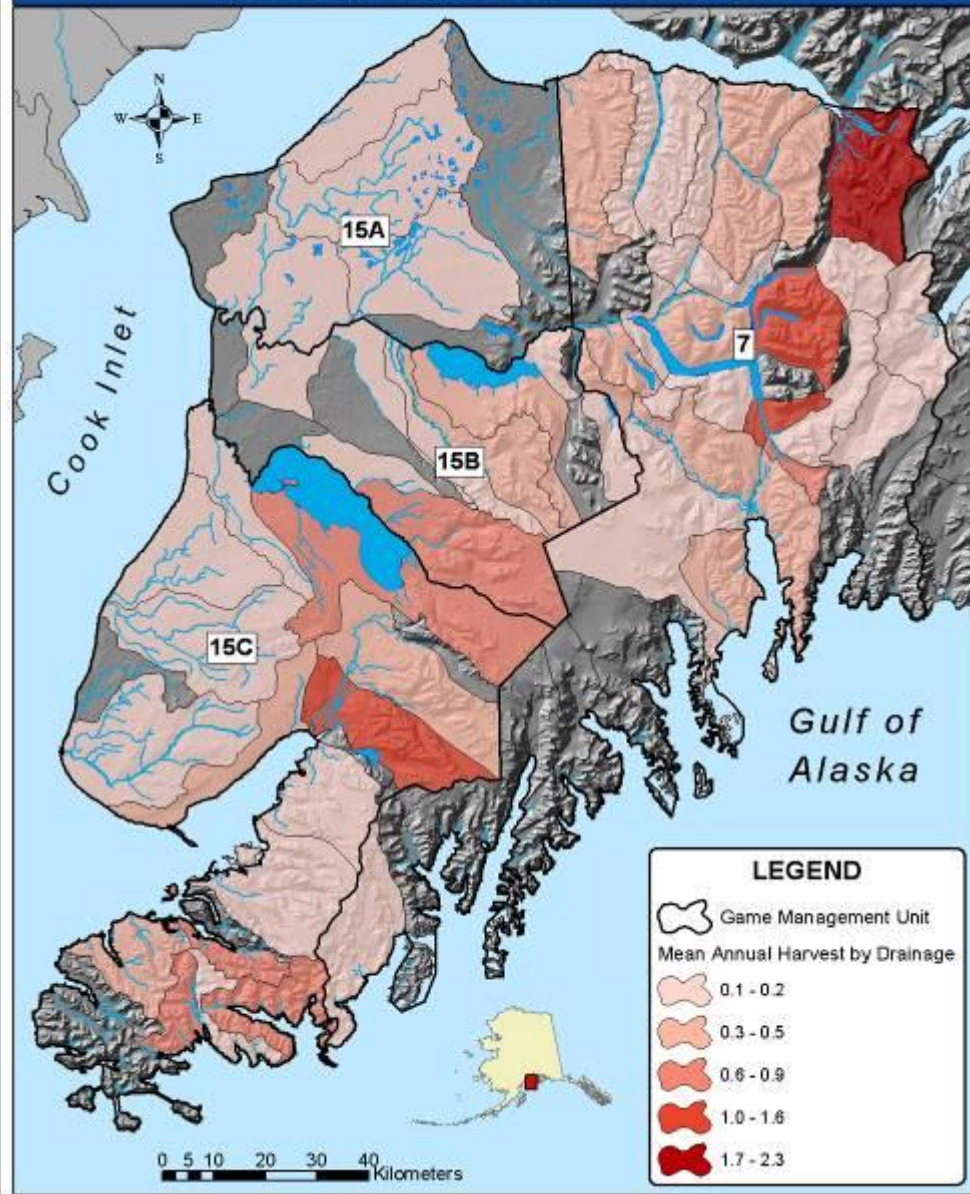 N
W E
S
15A
7
Cook Inlet
15B
15C
Gulf of
Alaska
LEGEND
Game Management Unit
Mean Annual Harvest by Drainage
0.1 - 0.2
0.3 - 0.5
0.6 - 0.9
1.0 - 1.6
1.7 - 2.3
0 5 10 20 30 40
Kilometers